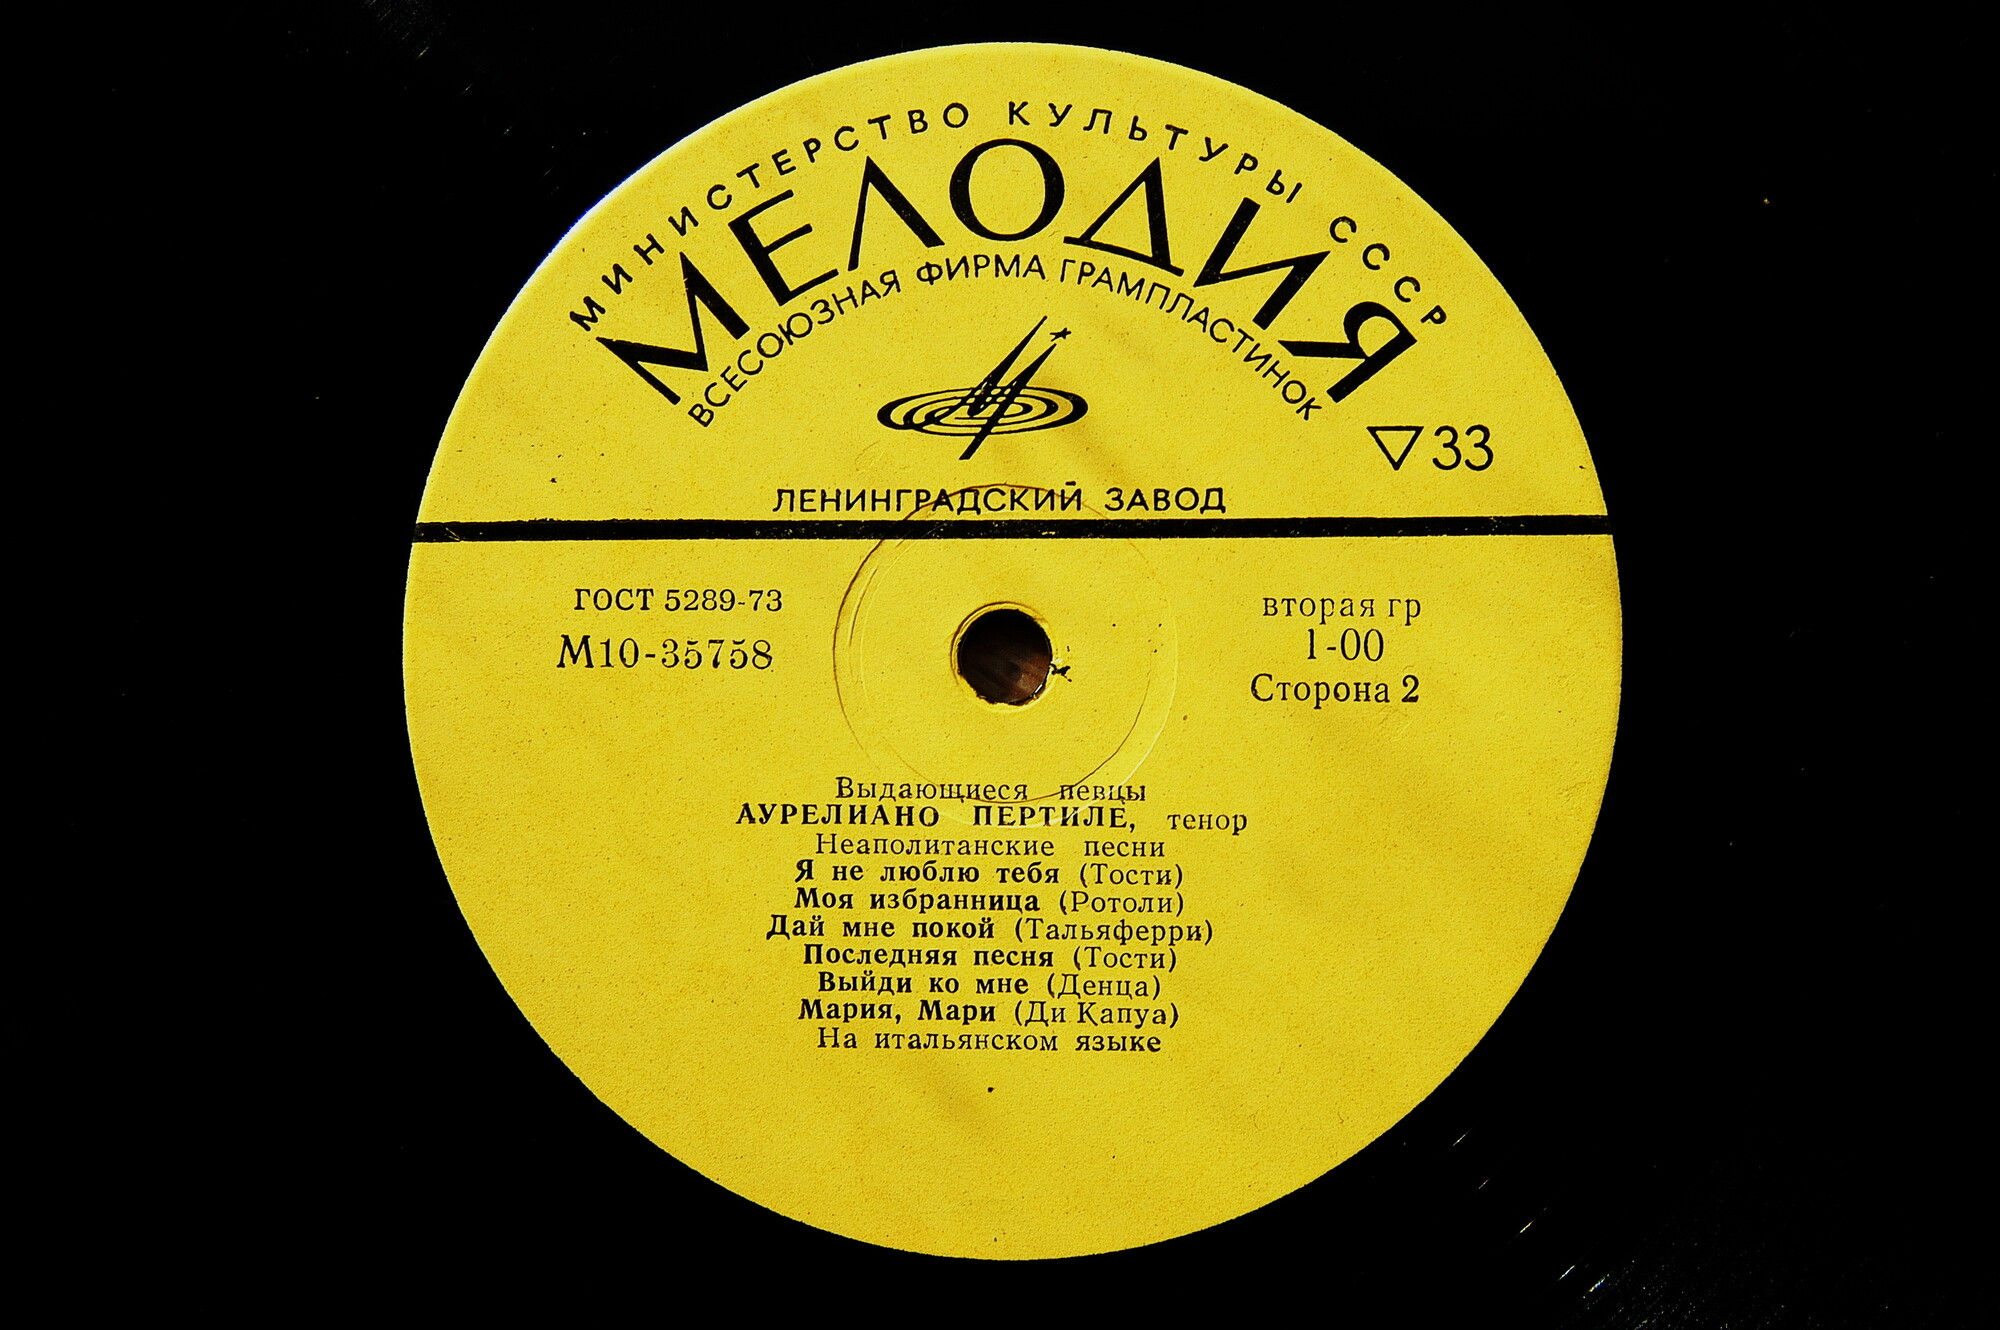 МИНИСТЕРСТВО КУЛЬТУРЫ СССР
МЕЛОДИЯ
ВСЕСОЮЗНАЯ ФИРМА ГРАМПЛАСТИНОК
33
ЛЕНИНГРАДСКИЙ ЗАВОД
ГОСТ 5289-73
М10-35758
вторая гр
1-00
Сторона 2
Выдающиеся певцы
АУРЕЛИАНО ПЕРТИЛЕ, тенор
Неаполитанские песни
Я не люблю тебя (Тости)
Моя избранница (Ротоли)
Дай мне покой (Тальяферри)
Последняя песня (Тости)
Выйди ко мне (Денца)
Мария, Мари (Ди Капуа)
На итальянском языке